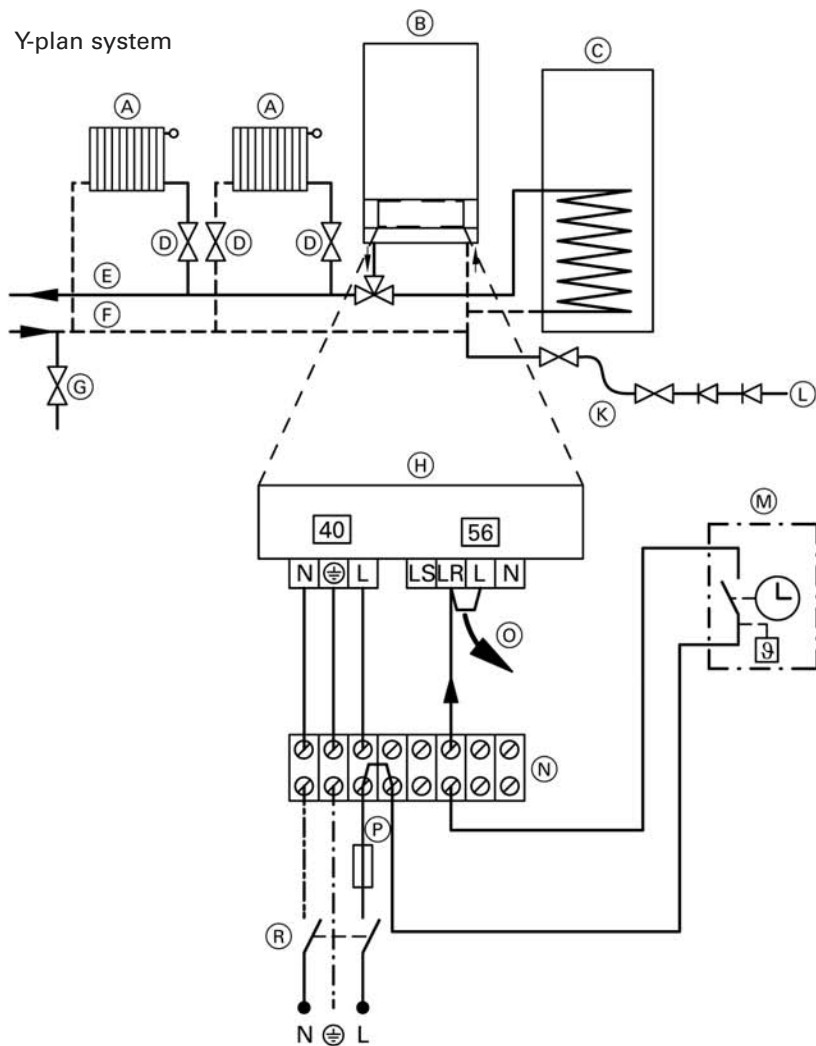 Y-plan system
B
C
A A
D D D
E
F
G
K
L
H
M
40 56
N ⏚ L LS LR L N
O
ϑ
N
P
R
N ⏚ L